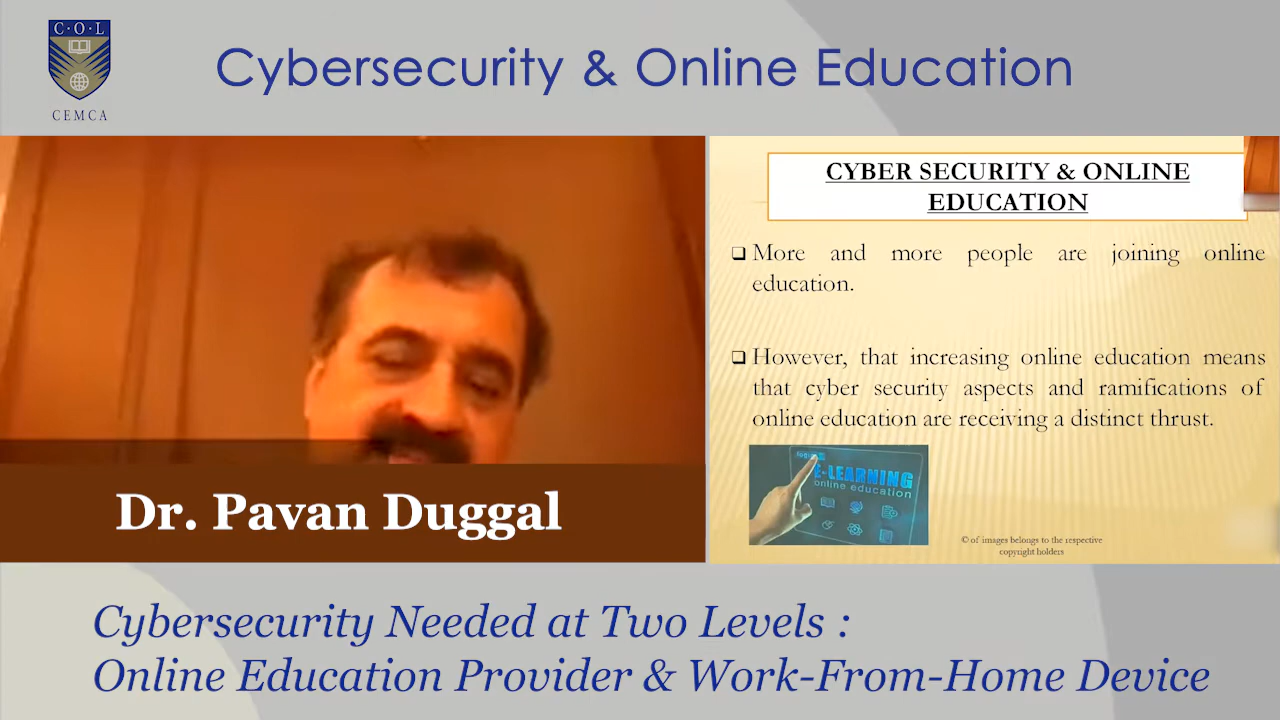 C·O·L
CEMCA
Cybersecurity & Online Education
CYBER SECURITY & ONLINE
EDUCATION
❑ More and more people are joining online
education.
❑ However, that increasing online education means
that cyber security aspects and ramifications of
online education are receiving a distinct thrust.
E-LEARNING
online education
© of images belongs to the respective
copyright holders
Dr. Pavan Duggal
Cybersecurity Needed at Two Levels :
Online Education Provider & Work-From-Home Device